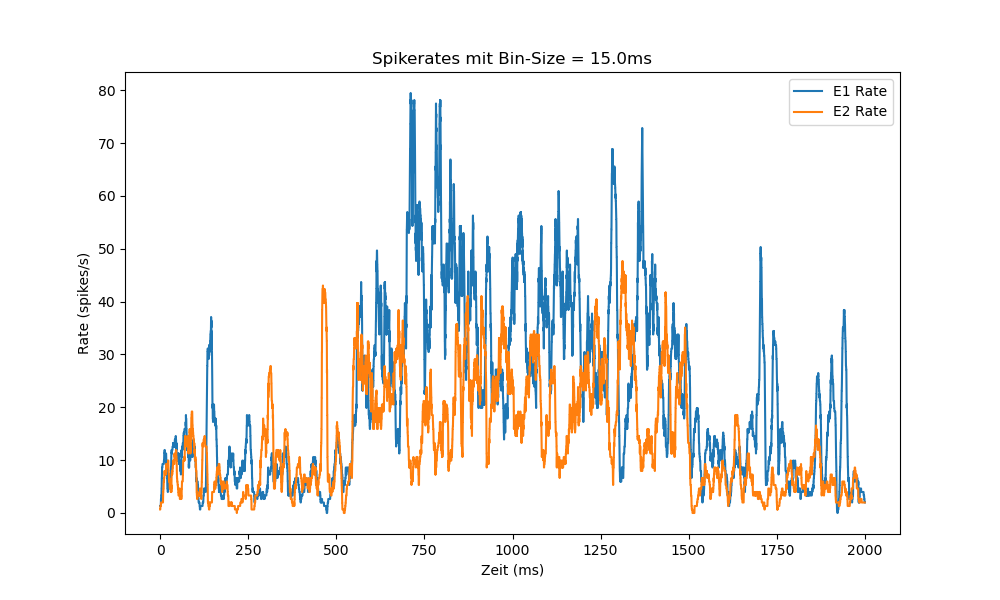 Spikerates mit Bin-Size = 15.0ms
E1 Rate
E2 Rate
80
70
60
50
40
30
20
10
0
Rate (spikes/s)
0 250 500 750 1000 1250 1500 1750 2000
Zeit (ms)